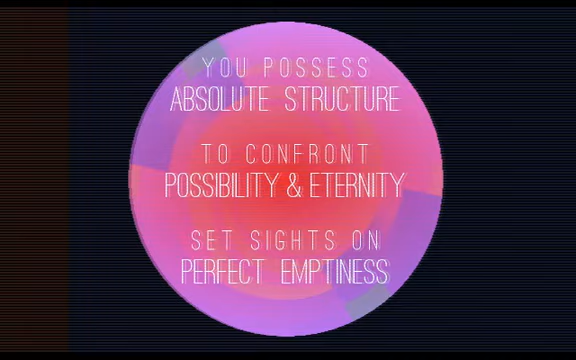 YOU POSSESS
ABSOLUTE STRUCTURE
TO CONFRONT
POSSIBILITY & ETERNITY
SET SIGHTS ON
PERFECT EMPTINESS